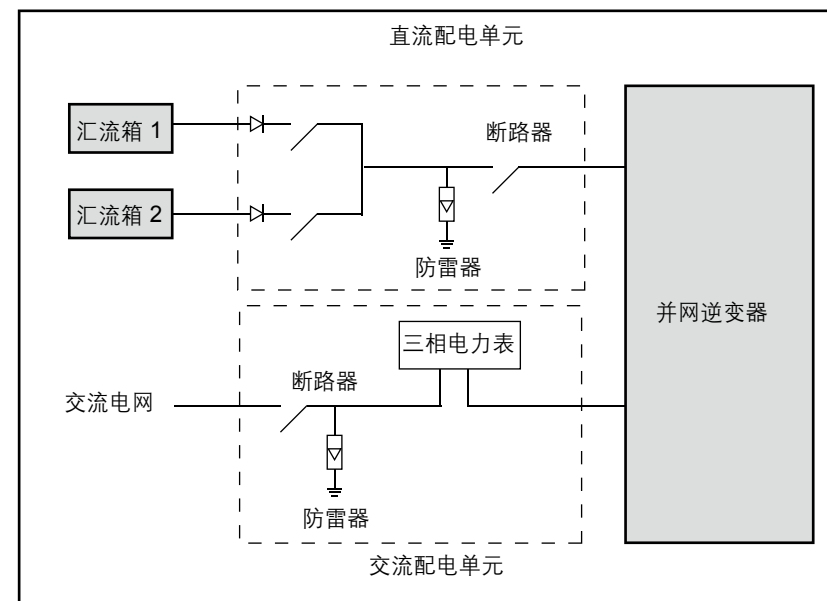 直流配电单元
汇流箱 1
断路器
汇流箱 2
防雷器
并网逆变器
三相电力表
断路器
交流电网
防雷器
交流配电单元